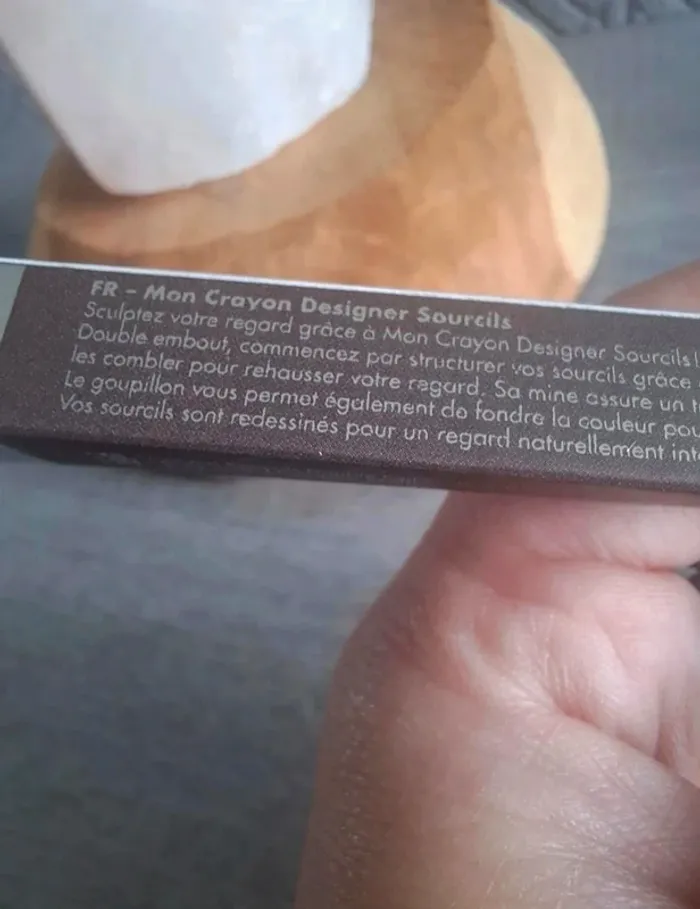 FR - Mon Crayon Designer Sourcils
Sculptez votre regard grâce à Mon Crayon Designer Sourcils !
Double embout, commencez par structurer vos sourcils grâce
les combler pour rehausser votre regard. Sa mine assure un
Le goupillon vous permet également de fondre la couleur
Vos sourcils sont redessinés pour un regard naturellement